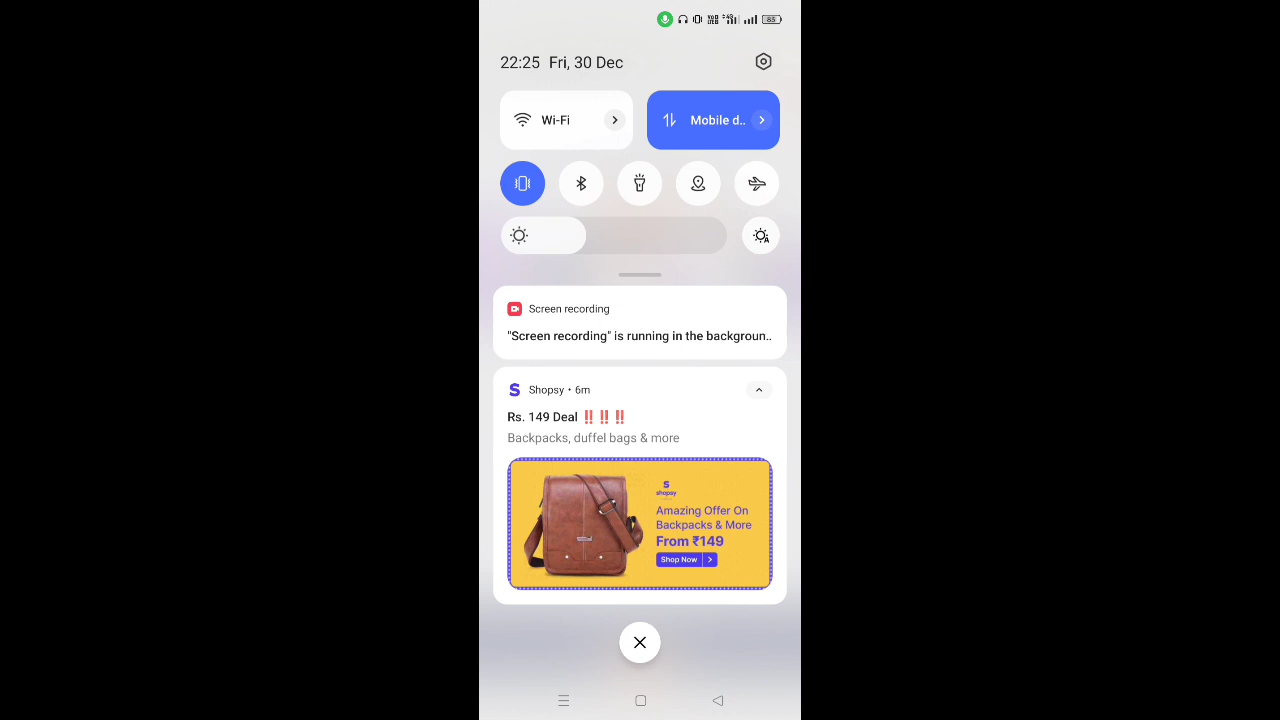 85
22:25 Fri, 30 Dec
Wi-Fi
Mobile d..
Screen recording
"Screen recording" is running in the backgroun..
S Shopsy • 6m
Rs. 149 Deal ‼️ ‼️ ‼️
Backpacks, duffel bags & more
S
shopsy
Amazing Offer On
Backpacks & More
From ₹149
Shop Now